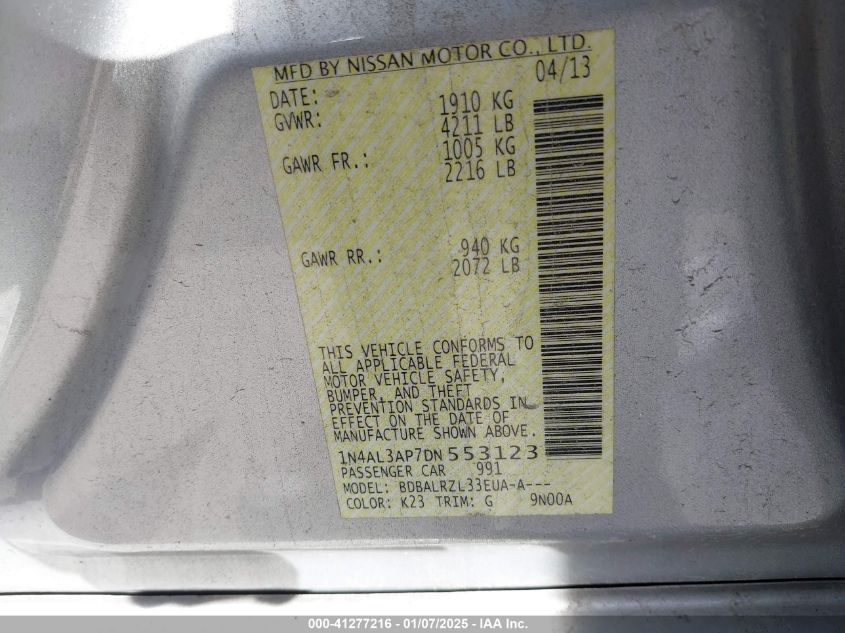 MFD BY NISSAN MOTOR CO., LTD.
DATE: 04/13
GVWR: 1910 KG
4211 LB
GAWR FR.: 1005 KG
2216 LB
GAWR RR.: 940 KG
2072 LB
THIS VEHICLE CONFORMS TO
ALL APPLICABLE FEDERAL
MOTOR VEHICLE SAFETY,
BUMPER, AND THEFT
PREVENTION STANDARDS IN
EFFECT ON THE DATE OF
MANUFACTURE SHOWN ABOVE.
1N4AL3AP7DN 553123
PASSENGER CAR 991
MODEL: BDBALRZL33EUA-A---
COLOR: K23 TRIM: G 9N00A
000-41277216 - 01/07/2025 - IAA Inc.